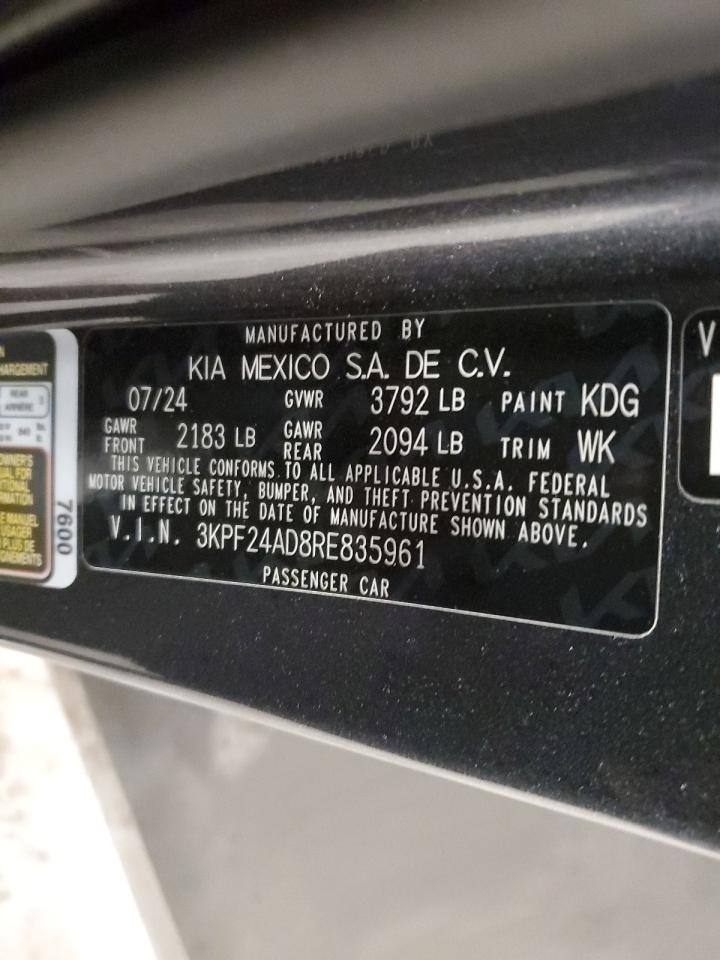 MANUFACTURED BY
KIA MEXICO S.A. DE C.V.
07/24 GVWR 3792 LB PAINT KDG
GAWR FRONT 2183 LB GAWR REAR 2094 LB TRIM WK
THIS VEHICLE CONFORMS TO ALL APPLICABLE U.S.A. FEDERAL
MOTOR VEHICLE SAFETY, BUMPER, AND THEFT PREVENTION STANDARDS
IN EFFECT ON THE DATE OF MANUFACTURE SHOWN ABOVE.
V.I.N. 3KPF24AD8RE835961
PASSENGER CAR
REAR
ARRIÈRE
7600
V